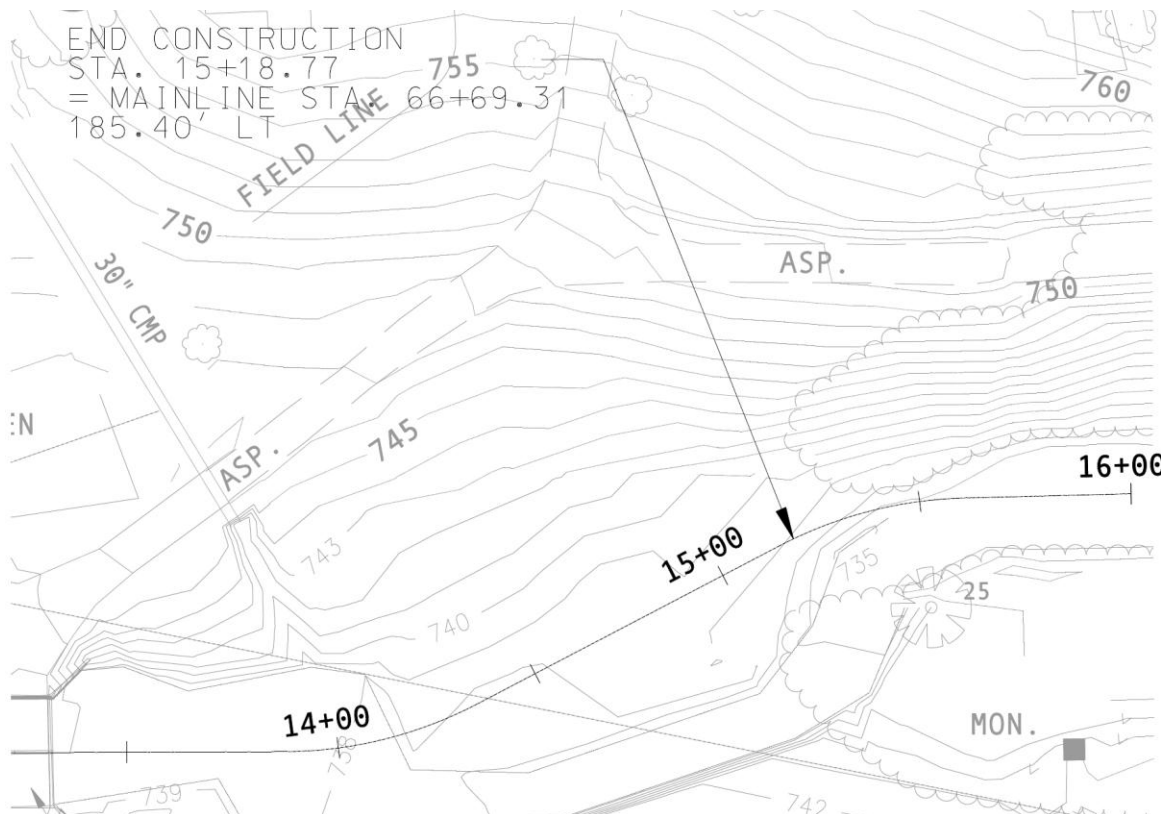 END CONSTRUCTION
STA. 15+18.77
= MAINLINE STA. 66+69.31
185.40' LT
755
760
FIELD LINE
750
30" CMP
ASP.
750
EN
745
ASP.
16+00
743
15+00
735
25
740
14+00
738
MON.
739
742